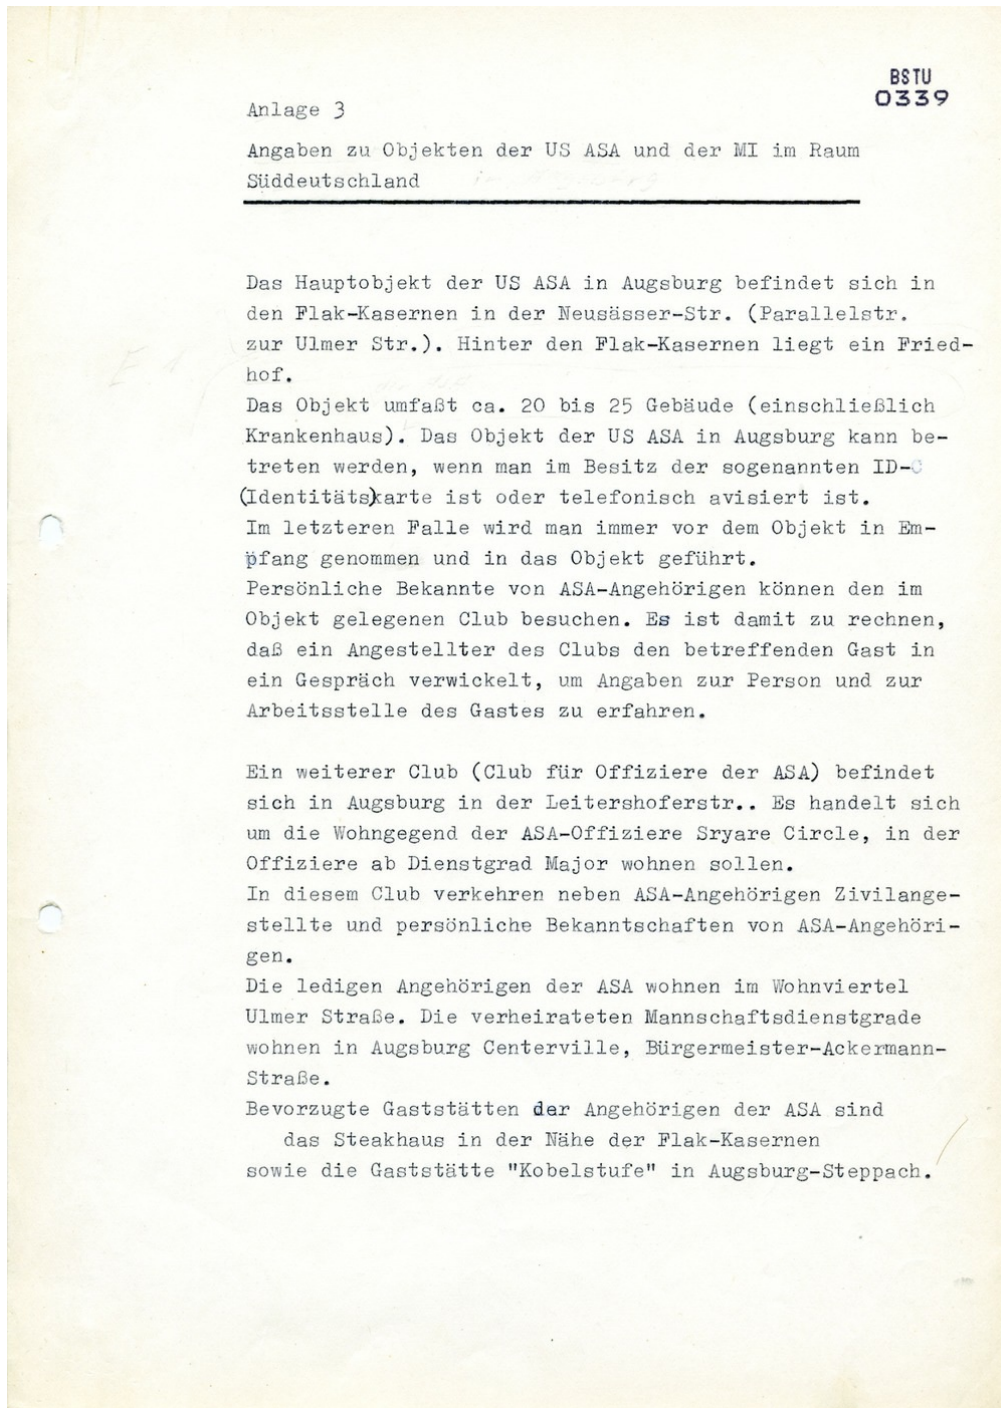 BSTU
0339
Anlage 3
Angaben zu Objekten der US ASA und der MI im Raum
Süddeutschland
Das Hauptobjekt der US ASA in Augsburg befindet sich in
den Flak-Kasernen in der Neusässer-Str. (Parallelstr.
zur Ulmer Str.). Hinter den Flak-Kasernen liegt ein Fried-
hof.
Das Objekt umfaßt ca. 20 bis 25 Gebäude (einschließlich
Krankenhaus). Das Objekt der US ASA in Augsburg kann be-
treten werden, wenn man im Besitz der sogenannten ID-
(Identitäts)karte ist oder telefonisch avisiert ist.
Im letzteren Falle wird man immer vor dem Objekt in Em-
pfang genommen und in das Objekt geführt.
Persönliche Bekannte von ASA-Angehörigen können den im
Objekt gelegenen Club besuchen. Es ist damit zu rechnen,
daß ein Angestellter des Clubs den betreffenden Gast in
ein Gespräch verwickelt, um Angaben zur Person und zur
Arbeitsstelle des Gastes zu erfahren.
Ein weiterer Club (Club für Offiziere der ASA) befindet
sich in Augsburg in der Leitershoferstr.. Es handelt sich
um die Wohngegend der ASA-Offiziere Sryare Circle, in der
Offiziere ab Dienstgrad Major wohnen sollen.
In diesem Club verkehren neben ASA-Angehörigen Zivilange-
stellte und persönliche Bekanntschaften von ASA-Angehöri-
gen.
Die ledigen Angehörigen der ASA wohnen im Wohnviertel
Ulmer Straße. Die verheirateten Mannschaftsdienstgrade
wohnen in Augsburg Centerville, Bürgermeister-Ackermann-
Straße.
Bevorzugte Gaststätten der Angehörigen der ASA sind
das Steakhaus in der Nähe der Flak-Kasernen
sowie die Gaststätte "Kobelstufe" in Augsburg-Steppach.